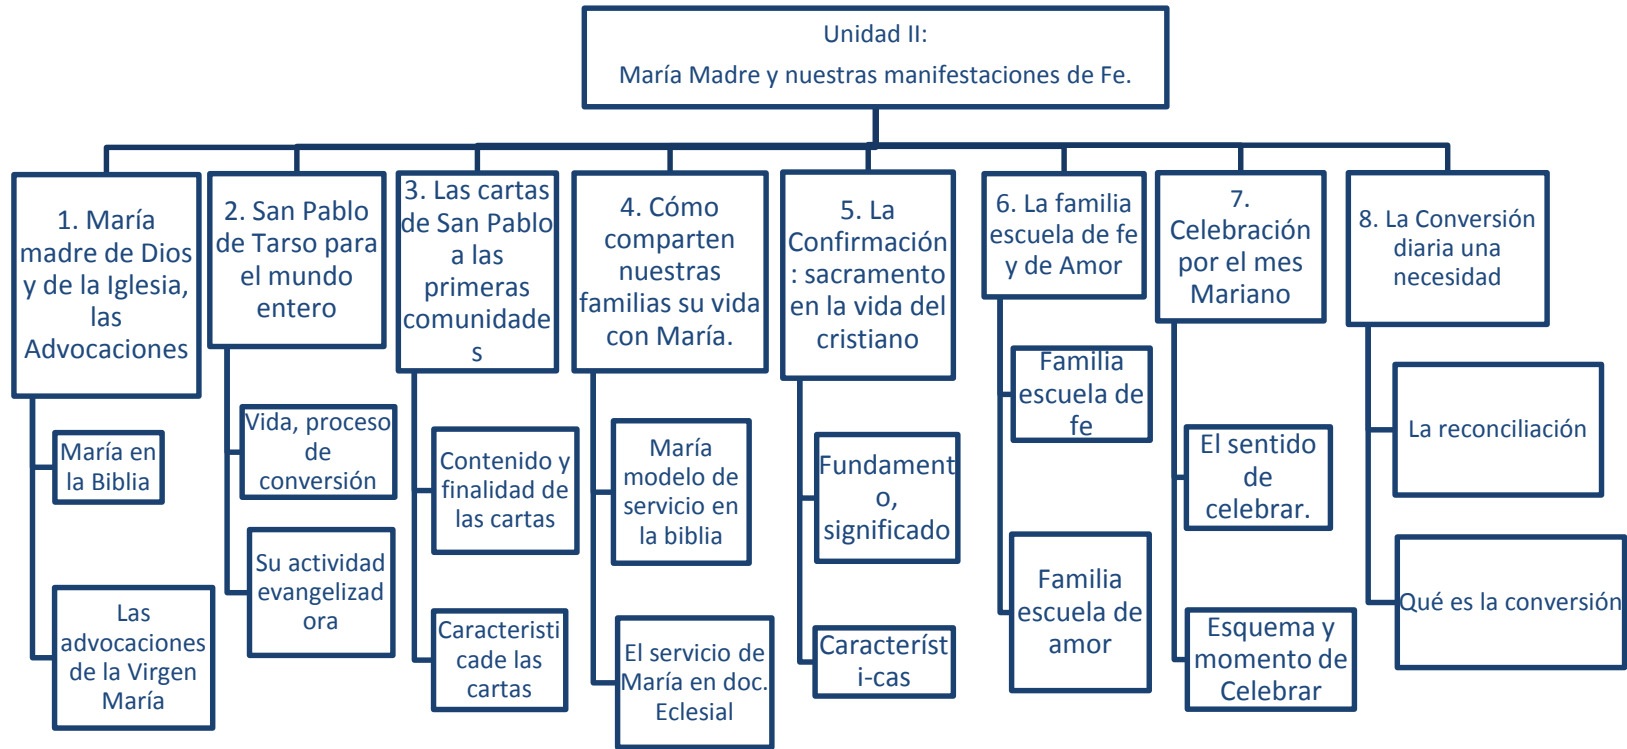 Unidad II:
María Madre y nuestras manifestaciones de Fe.
1. María
madre de Dios
y de la Iglesia,
las
Advocaciones
María en
la Biblia
Las
advocaciones
de la Virgen
María
2. San Pablo
de Tarso para
el mundo
entero
Vida, proceso
de
conversión
Su actividad
evangelizad
ora
3. Las cartas
de San Pablo
a las
primeras
comunidade
s
Contenido y
finalidad de
las cartas
Caracteristi
cade las
cartas
4. Cómo
comparten
nuestras
familias su vida
con María.
María
modelo de
servicio en
la biblia
El servicio de
María en doc.
Eclesial
5. La
Confirmación
: sacramento
en la vida del
cristiano
Fundament
o,
significado
Característ
i-cas
6. La familia
escuela de fe
y de Amor
Familia
escuela de
fe
Familia
escuela de
amor
7.
Celebración
por el mes
Mariano
El sentido
de
celebrar.
Esquema y
momento de
Celebrar
8. La Conversión
diaria una
necesidad
La reconciliación
Qué es la conversión